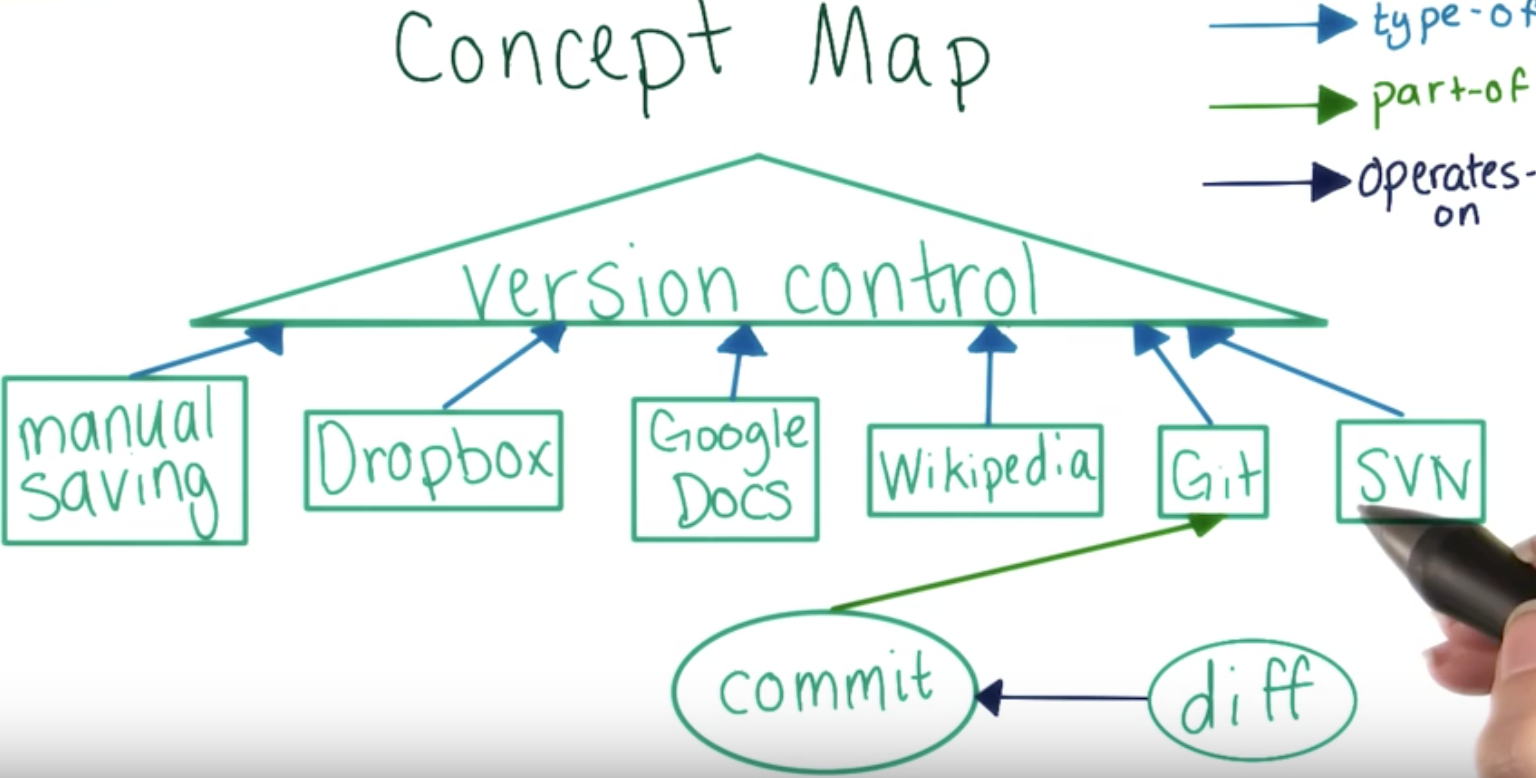 Concept Map
type-of
part-of
operates-
on
version control
manual
saving
Dropbox
Google
Docs
Wikipedia
Git
SVN
commit
diff